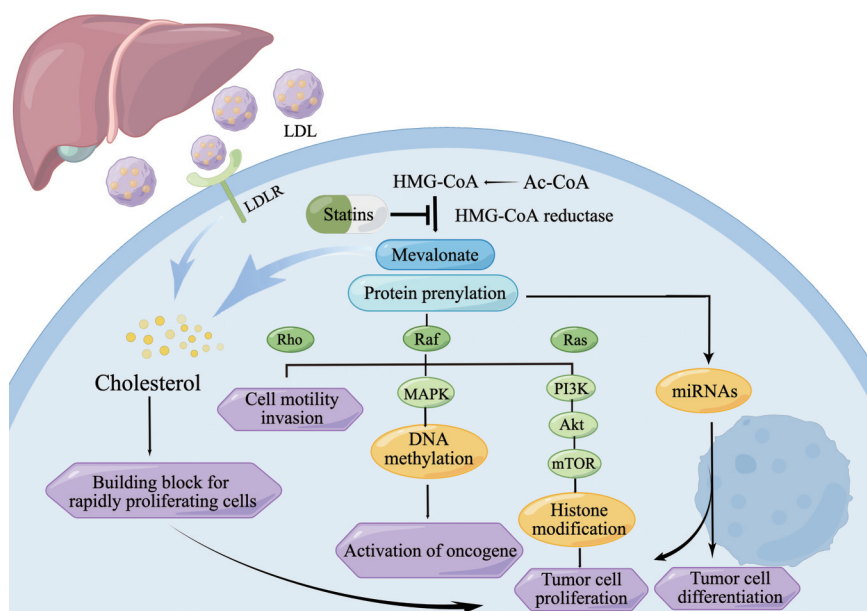 LDL
LDLR
HMG-CoA
Ac-CoA
Statins
HMG-CoA reductase
Mevalonate
Protein prenylation
Rho
Raf
Ras
Cholesterol
Cell motility
invasion
MAPK
PI3K
miRNAs
Akt
DNA
methylation
mTOR
Building block for
rapidly proliferating cells
Histone
modification
Activation of oncogene
Tumor cell
proliferation
Tumor cell
differentiation